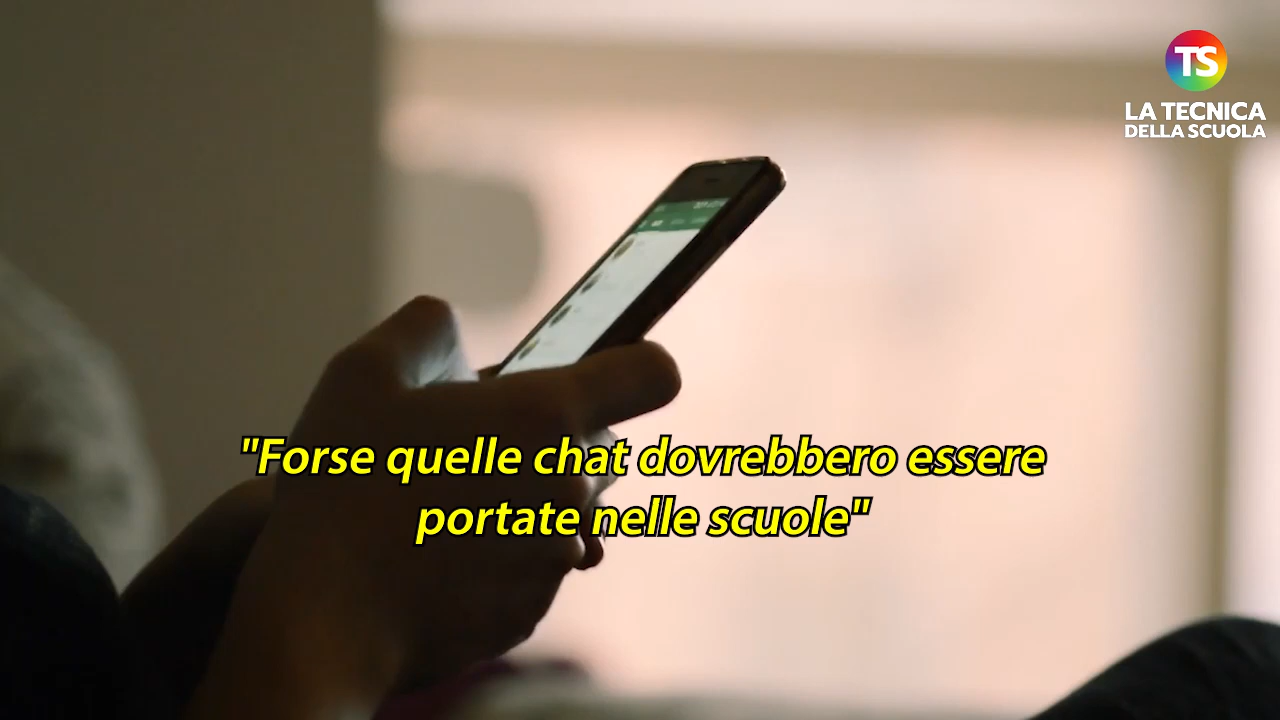 TS
LA TECNICA
DELLA SCUOLA
"Forse quelle chat dovrebbero essere
portate nelle scuole"